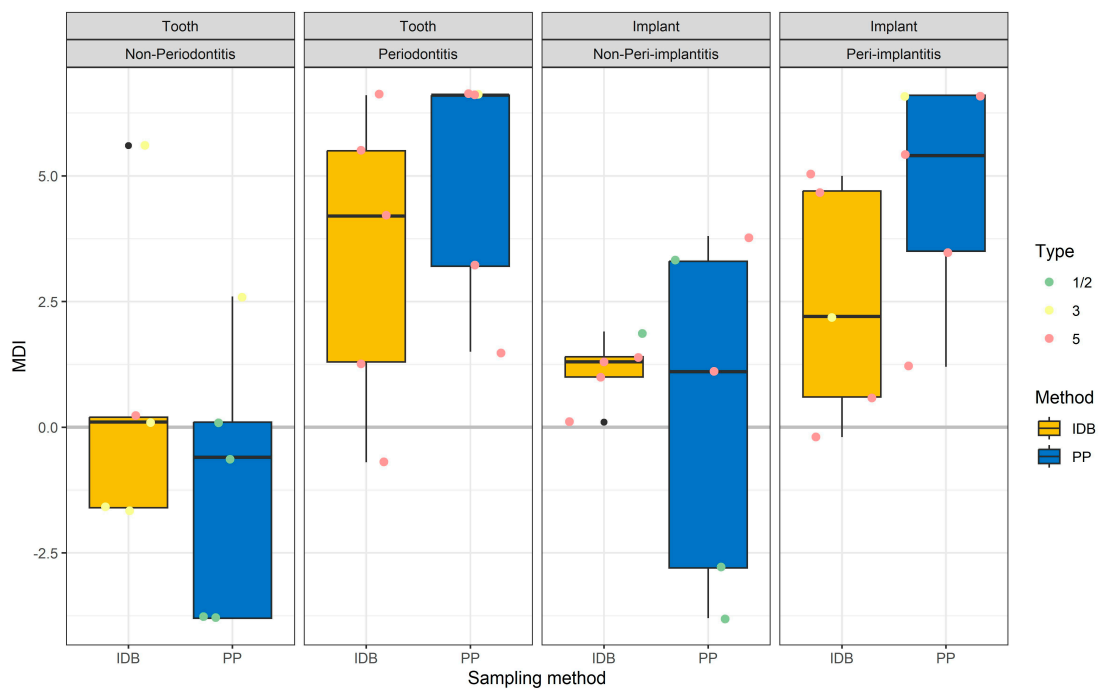 Tooth
Tooth
Implant
Implant
Non-Periodontitis
Periodontitis
Non-Peri-implantitis
Peri-implantitis
MDI
5.0
2.5
0.0
-2.5
IDB
PP
IDB
PP
IDB
PP
IDB
PP
Sampling method
Type
1/2
3
5
Method
IDB
PP